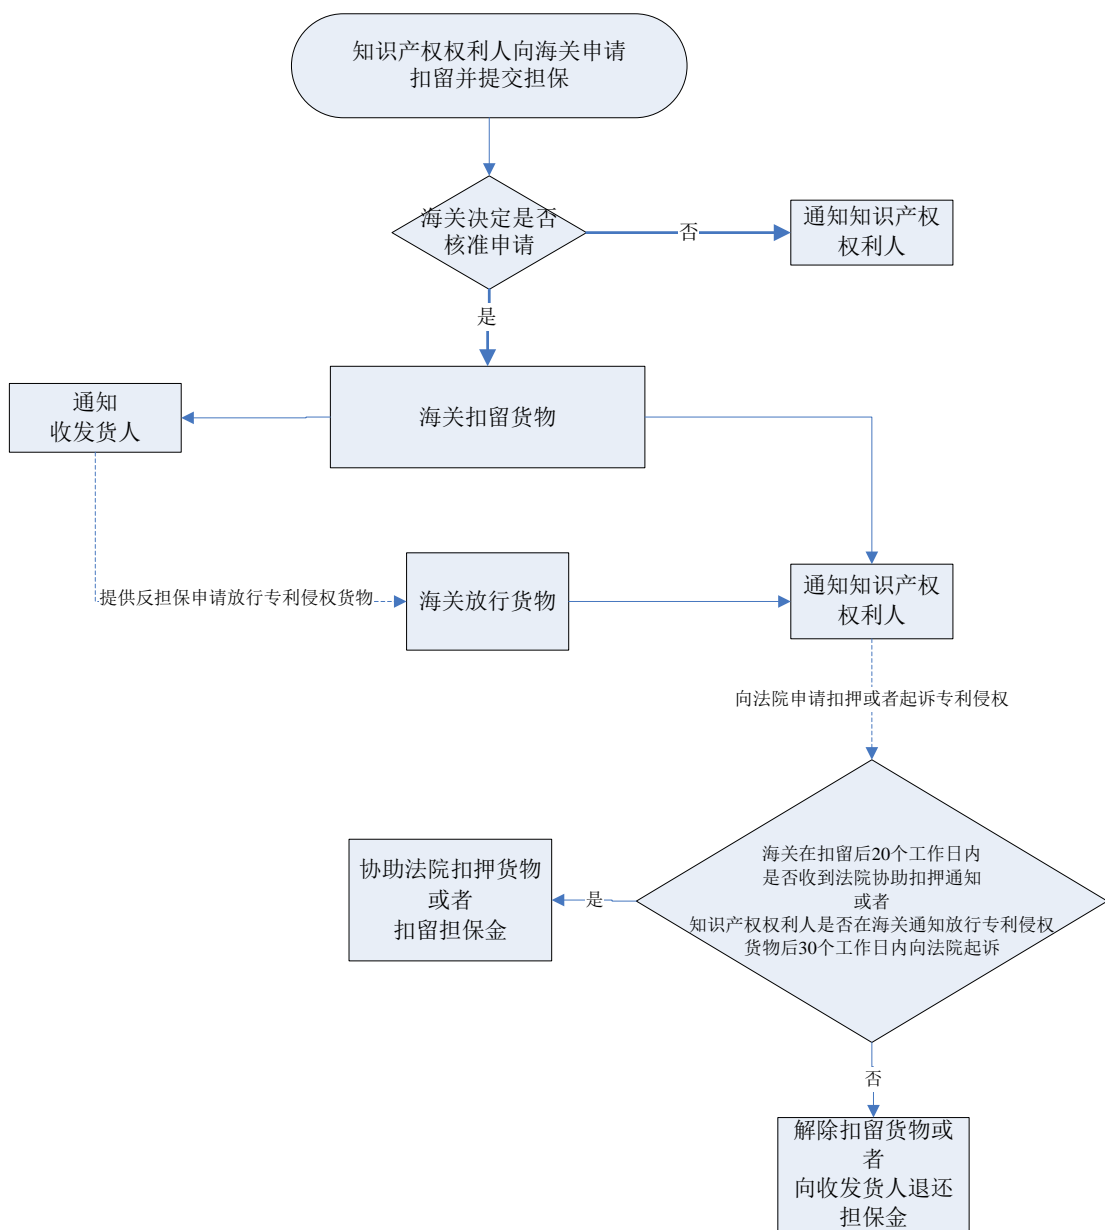 知识产权权利人向海关申请
扣留并提交担保
海关决定是否
核准申请
否
通知知识产权
权利人
是
通知
收发货人
海关扣留货物
提供反担保申请放行专利侵权货物
海关放行货物
通知知识产权
权利人
向法院申请扣押或者起诉专利侵权
海关在扣留后20个工作日内
是否收到法院协助扣押通知
或者
知识产权权利人是否在海关通知放行专利侵权
货物后30个工作日内向法院起诉
是
协助法院扣押货物
或者
扣留担保金
否
解除扣留货物或
者
向收发货人退还
担保金